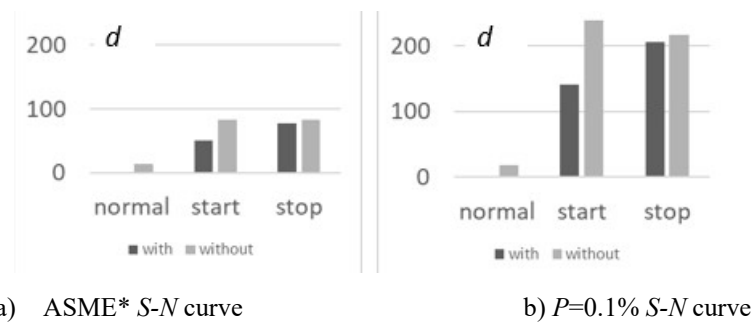 d
200
100
0
normal start stop
with without
d
200
100
0
normal start stop
with without
a) ASME* S-N curve
b) P=0.1% S-N curve